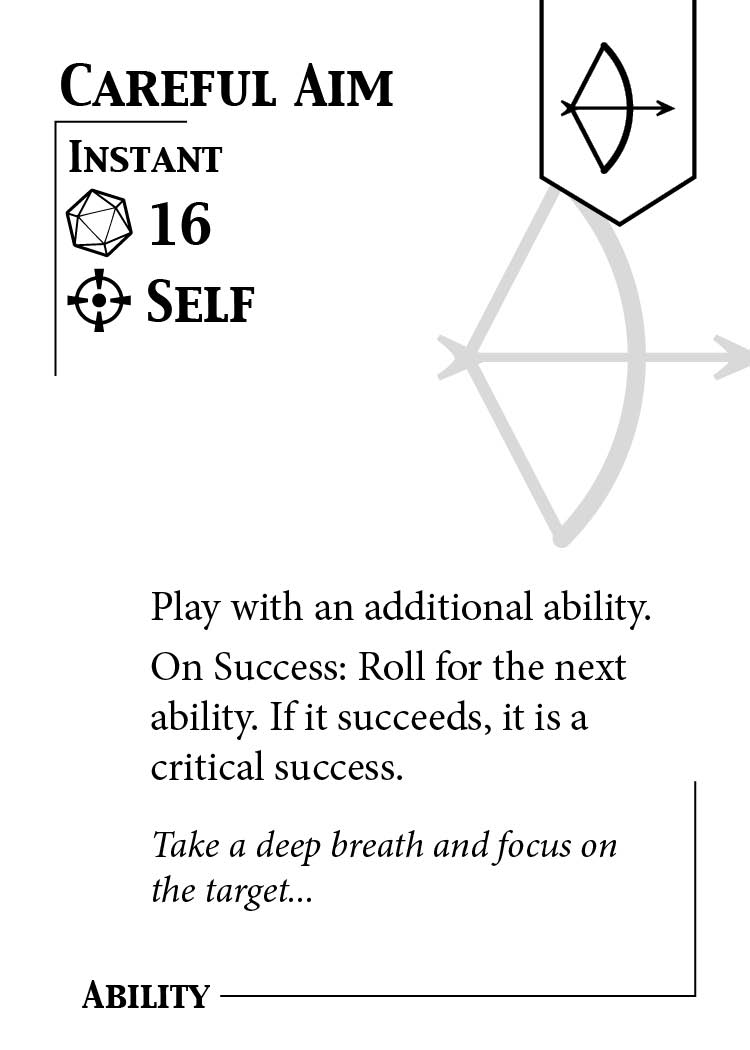 Careful Aim
Instant
16
Self
Play with an additional ability.
On Success: Roll for the next
ability. If it succeeds, it is a
critical success.
Take a deep breath and focus on
the target...
Ability